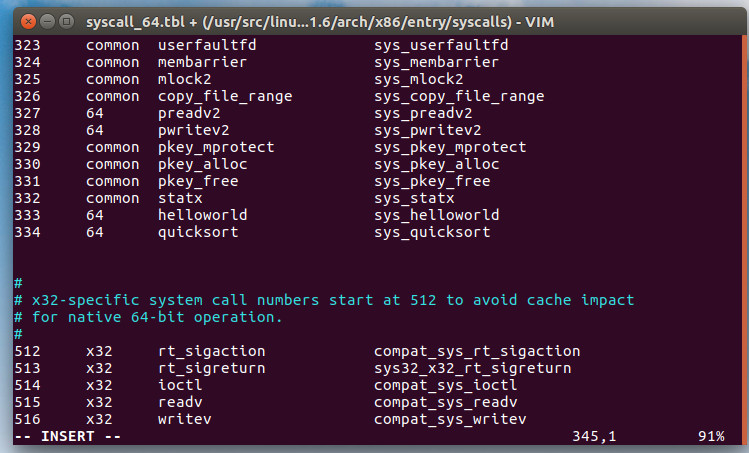 syscall_64.tbl + (/usr/src/linu...1.6/arch/x86/entry/syscalls) - VIM
323 common userfaultfd sys_userfaultfd
324 common membarrier sys_membarrier
325 common mlock2 sys_mlock2
326 common copy_file_range sys_copy_file_range
327 64 preadv2 sys_preadv2
328 64 pwritev2 sys_pwritev2
329 common pkey_mprotect sys_pkey_mprotect
330 common pkey_alloc sys_pkey_alloc
331 common pkey_free sys_pkey_free
332 common statx sys_statx
333 64 helloworld sys_helloworld
334 64 quicksort sys_quicksort
#
# x32-specific system call numbers start at 512 to avoid cache impact
# for native 64-bit operation.
#
512 x32 rt_sigaction compat_sys_rt_sigaction
513 x32 rt_sigreturn sys32_x32_rt_sigreturn
514 x32 ioctl compat_sys_ioctl
515 x32 readv compat_sys_readv
516 x32 writev compat_sys_writev
-- INSERT -- 345,1 91%